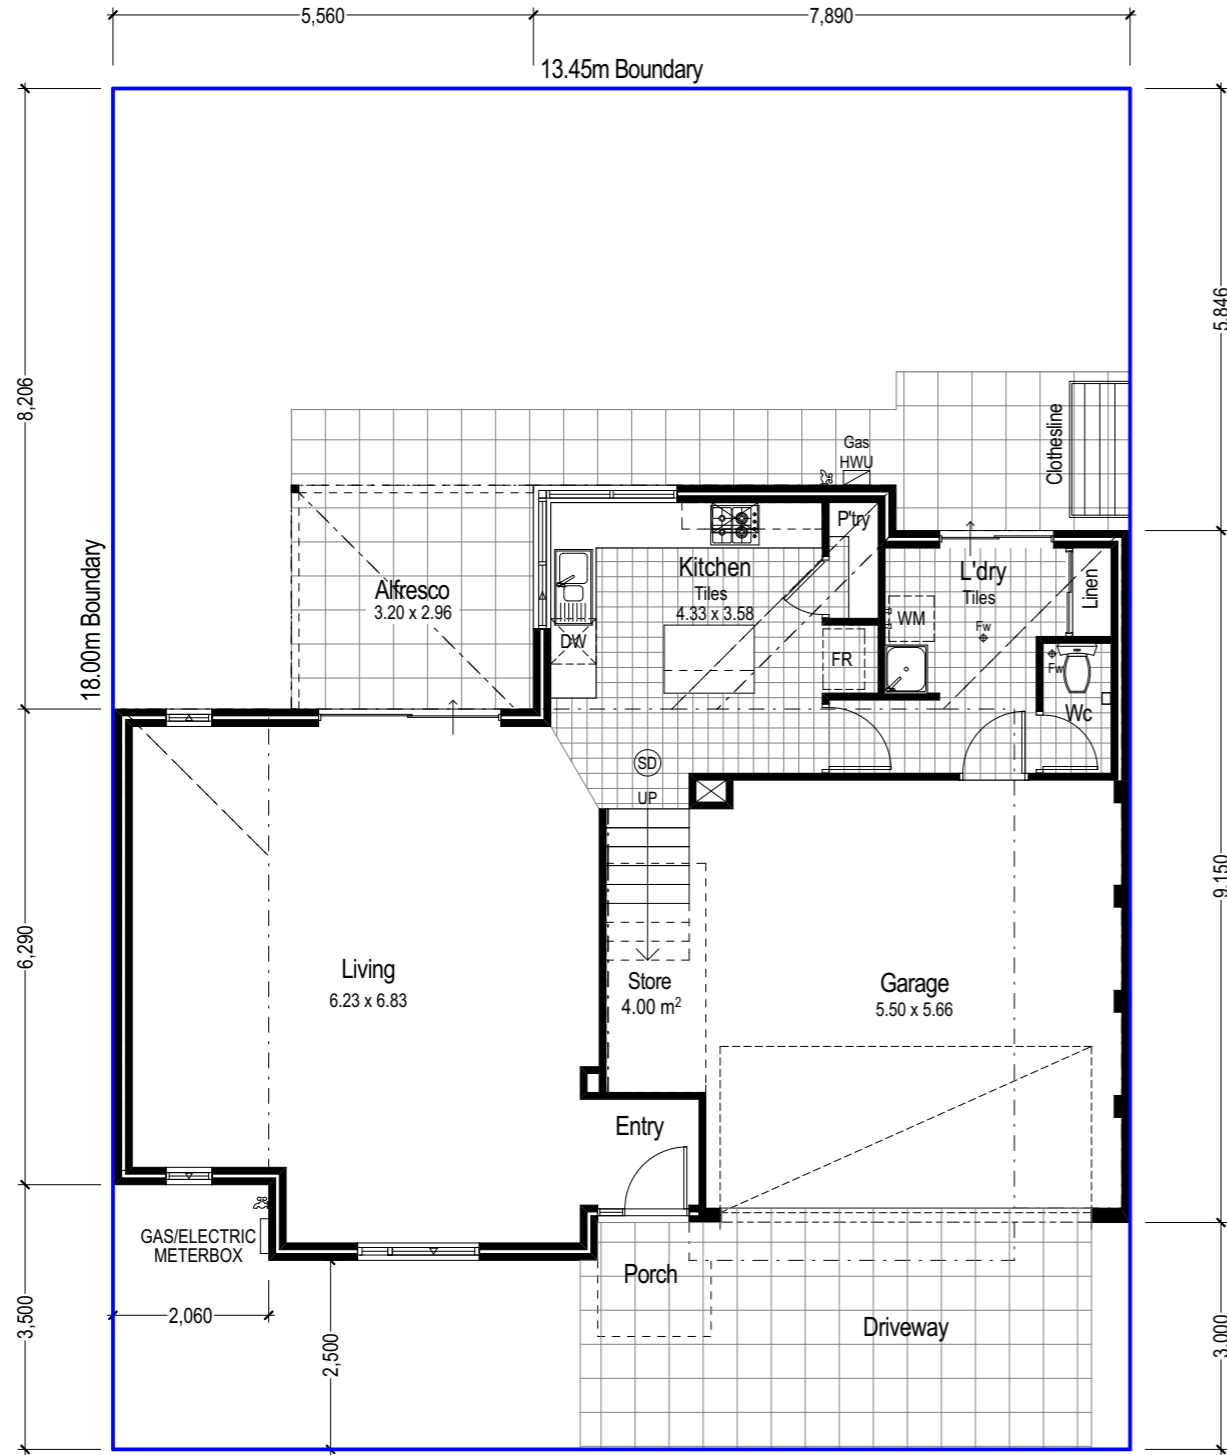 5,560
7,890
13.45m Boundary
8,206
5,846
Clothesline
Gas
HWU
P'try
Kitchen
Tiles
4.33 x 3.58
L'dry
Tiles
Linen
18.00m Boundary
Alfresco
3.20 x 2.96
WM
Fw
DW
FR
Fw
Wc
SD
UP
9,150
6,290
Living
6.23 x 6.83
Store
4.00 m²
Garage
5.50 x 5.66
Entry
GAS/ELECTRIC
METERBOX
Porch
2,060
Driveway
3,500
2,500
3,000